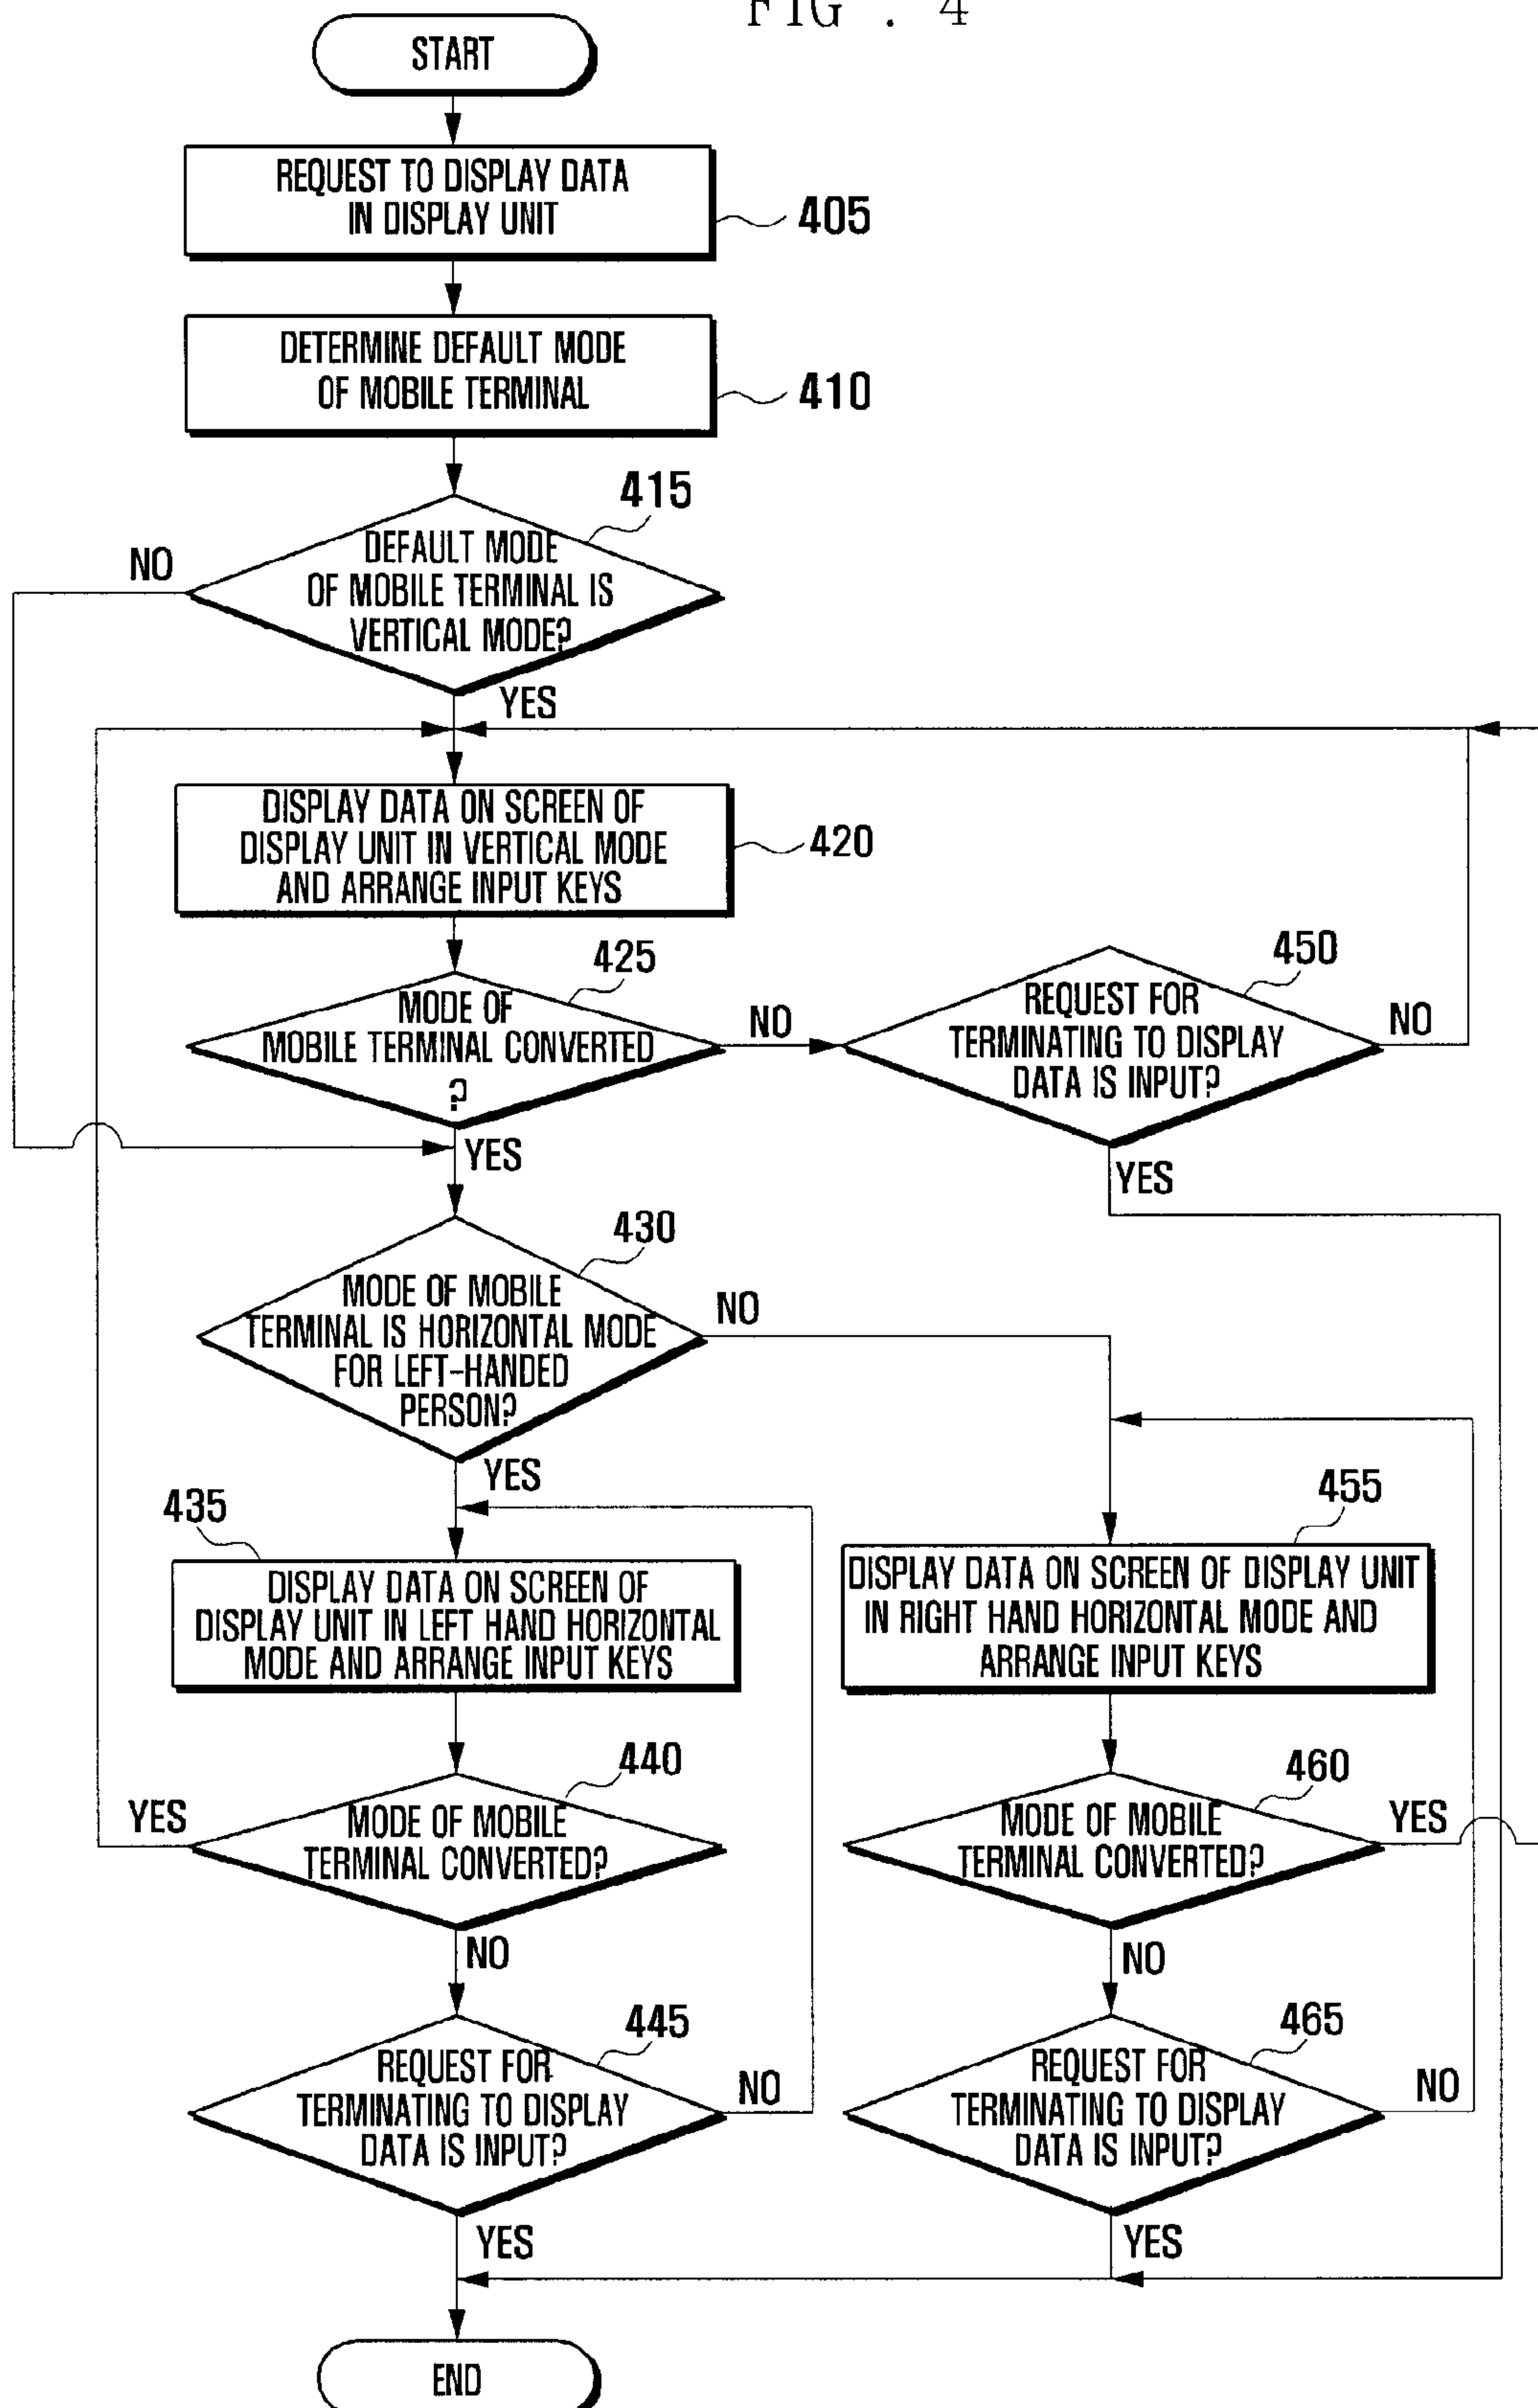 FIG . 4
START
REQUEST TO DISPLAY DATA
IN DISPLAY UNIT
405
DETERMINE DEFAULT MODE
OF MOBILE TERMINAL
410
415
DEFAULT MODE
OF MOBILE TERMINAL IS
VERTICAL MODE?
NO
YES
DISPLAY DATA ON SCREEN OF
DISPLAY UNIT IN VERTICAL MODE
AND ARRANGE INPUT KEYS
420
425
MODE OF
MOBILE TERMINAL CONVERTED
?
NO
YES
450
REQUEST FOR
TERMINATING TO DISPLAY
DATA IS INPUT?
NO
YES
430
MODE OF MOBILE
TERMINAL IS HORIZONTAL MODE
FOR LEFT-HANDED
PERSON?
NO
YES
435
DISPLAY DATA ON SCREEN OF
DISPLAY UNIT IN LEFT HAND HORIZONTAL
MODE AND ARRANGE INPUT KEYS
455
DISPLAY DATA ON SCREEN OF DISPLAY UNIT
IN RIGHT HAND HORIZONTAL MODE AND
ARRANGE INPUT KEYS
440
MODE OF MOBILE
TERMINAL CONVERTED?
YES
NO
460
MODE OF MOBILE
TERMINAL CONVERTED?
YES
NO
445
REQUEST FOR
TERMINATING TO DISPLAY
DATA IS INPUT?
NO
YES
465
REQUEST FOR
TERMINATING TO DISPLAY
DATA IS INPUT?
NO
YES
END